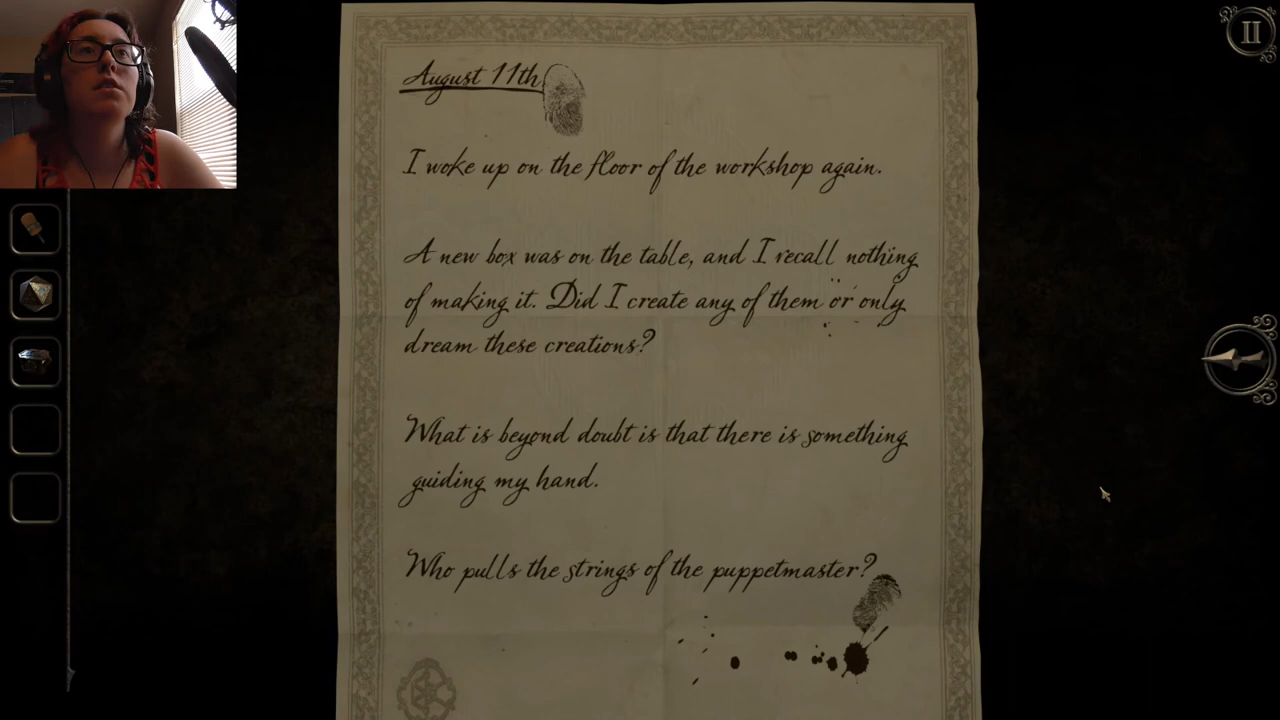 August 11th
I woke up on the floor of the workshop again.
A new box was on the table, and I recall nothing
of making it. Did I create any of them or only
dream these creations?
What is beyond doubt is that there is something
guiding my hand.
Who pulls the strings of the puppetmaster?